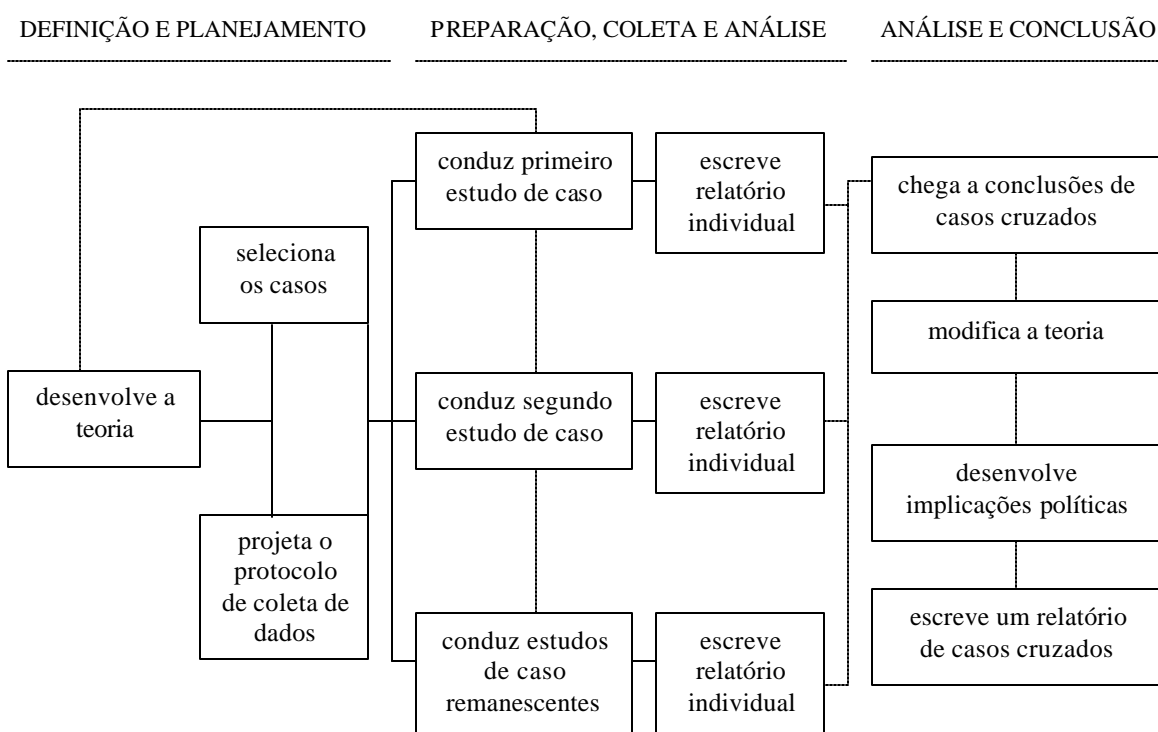 DEFINIÇÃO E PLANEJAMENTO
PREPARAÇÃO, COLETA E ANÁLISE
ANÁLISE E CONCLUSÃO
desenvolve a
teoria
seleciona
os casos
projeta o
protocolo
de coleta de
dados
conduz primeiro
estudo de caso
escreve
relatório
individual
conduz segundo
estudo de caso
escreve
relatório
individual
conduz estudos
de caso
remanescentes
escreve
relatório
individual
chega a conclusões de
casos cruzados
modifica a teoria
desenvolve
implicações políticas
escreve um relatório
de casos cruzados